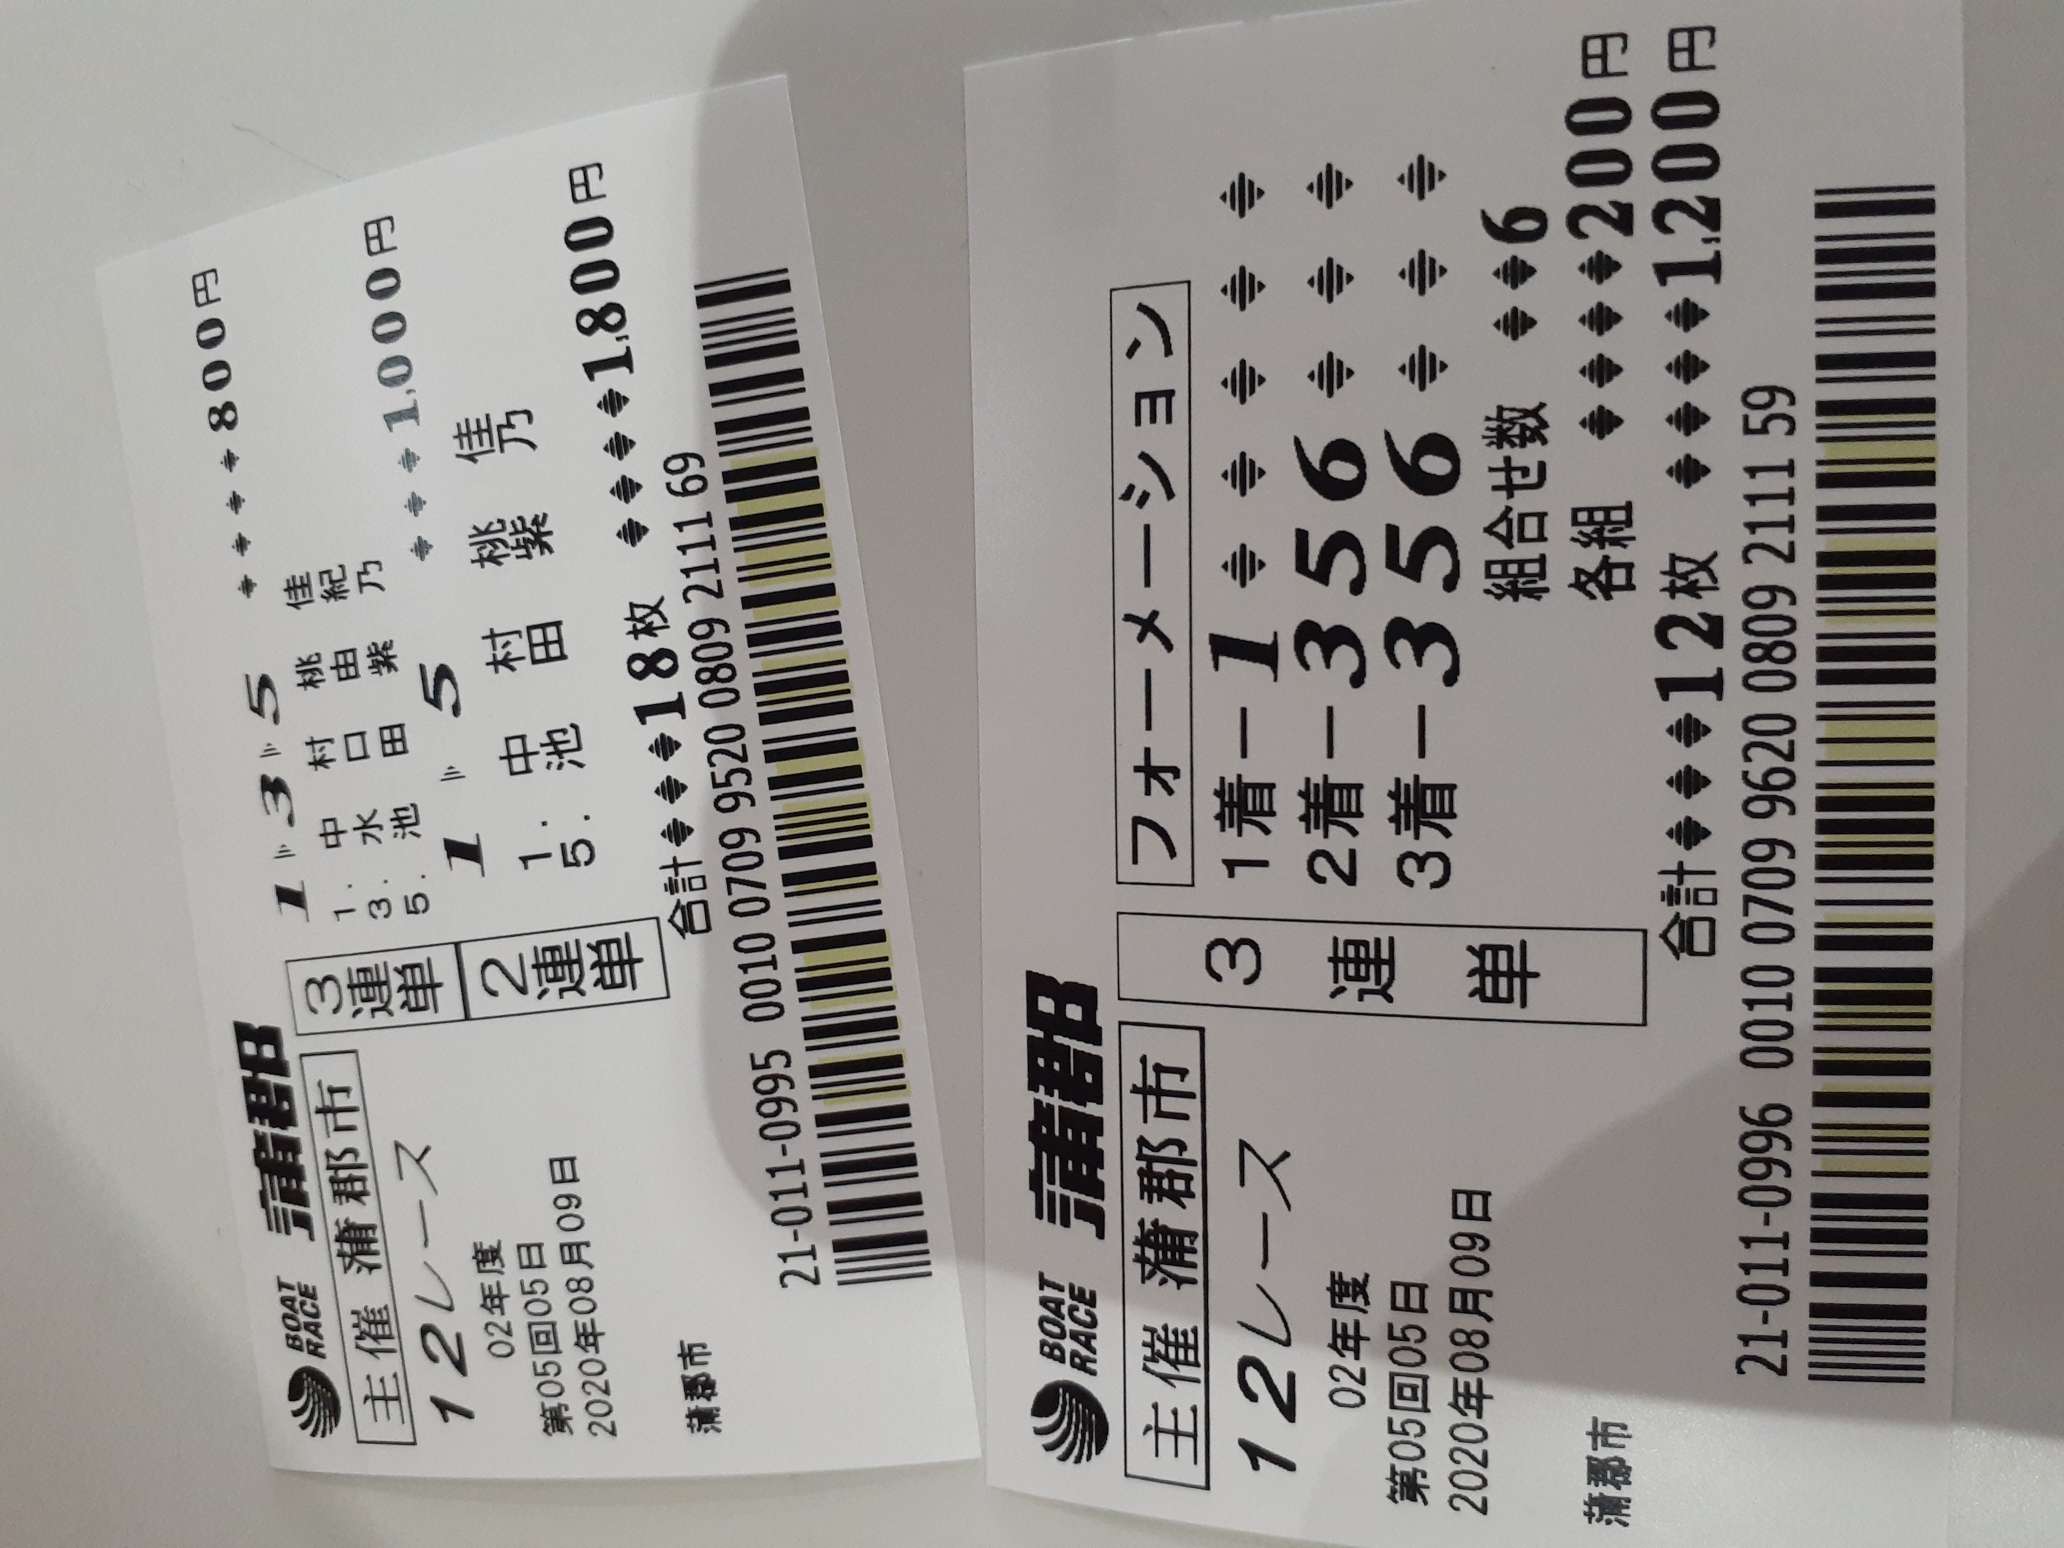 BOAT RACE 蒲郡B
主催 蒲郡市
12レース
02年度
第05回05日
2020年08月09日
蒲郡市
3連単
1 3 5 800円
1. 中村 桃佳
3. 水口 由紀
5. 池田 紫乃
2連単
1 5 1,000円
1. 中村 桃佳
5. 池田 紫乃
合計 18枚 1,800円
21-011-0995 0010 0709 9520 0809 2111 69
BOAT RACE 蒲郡B
主催 蒲郡市
12レース
02年度
第05回05日
2020年08月09日
蒲郡市
3連単
フォーメーション
1着-1
2着-356
3着-356
組合せ数 6
各組 200円
合計 12枚 1,200円
21-011-0996 0010 0709 9620 0809 2111 59